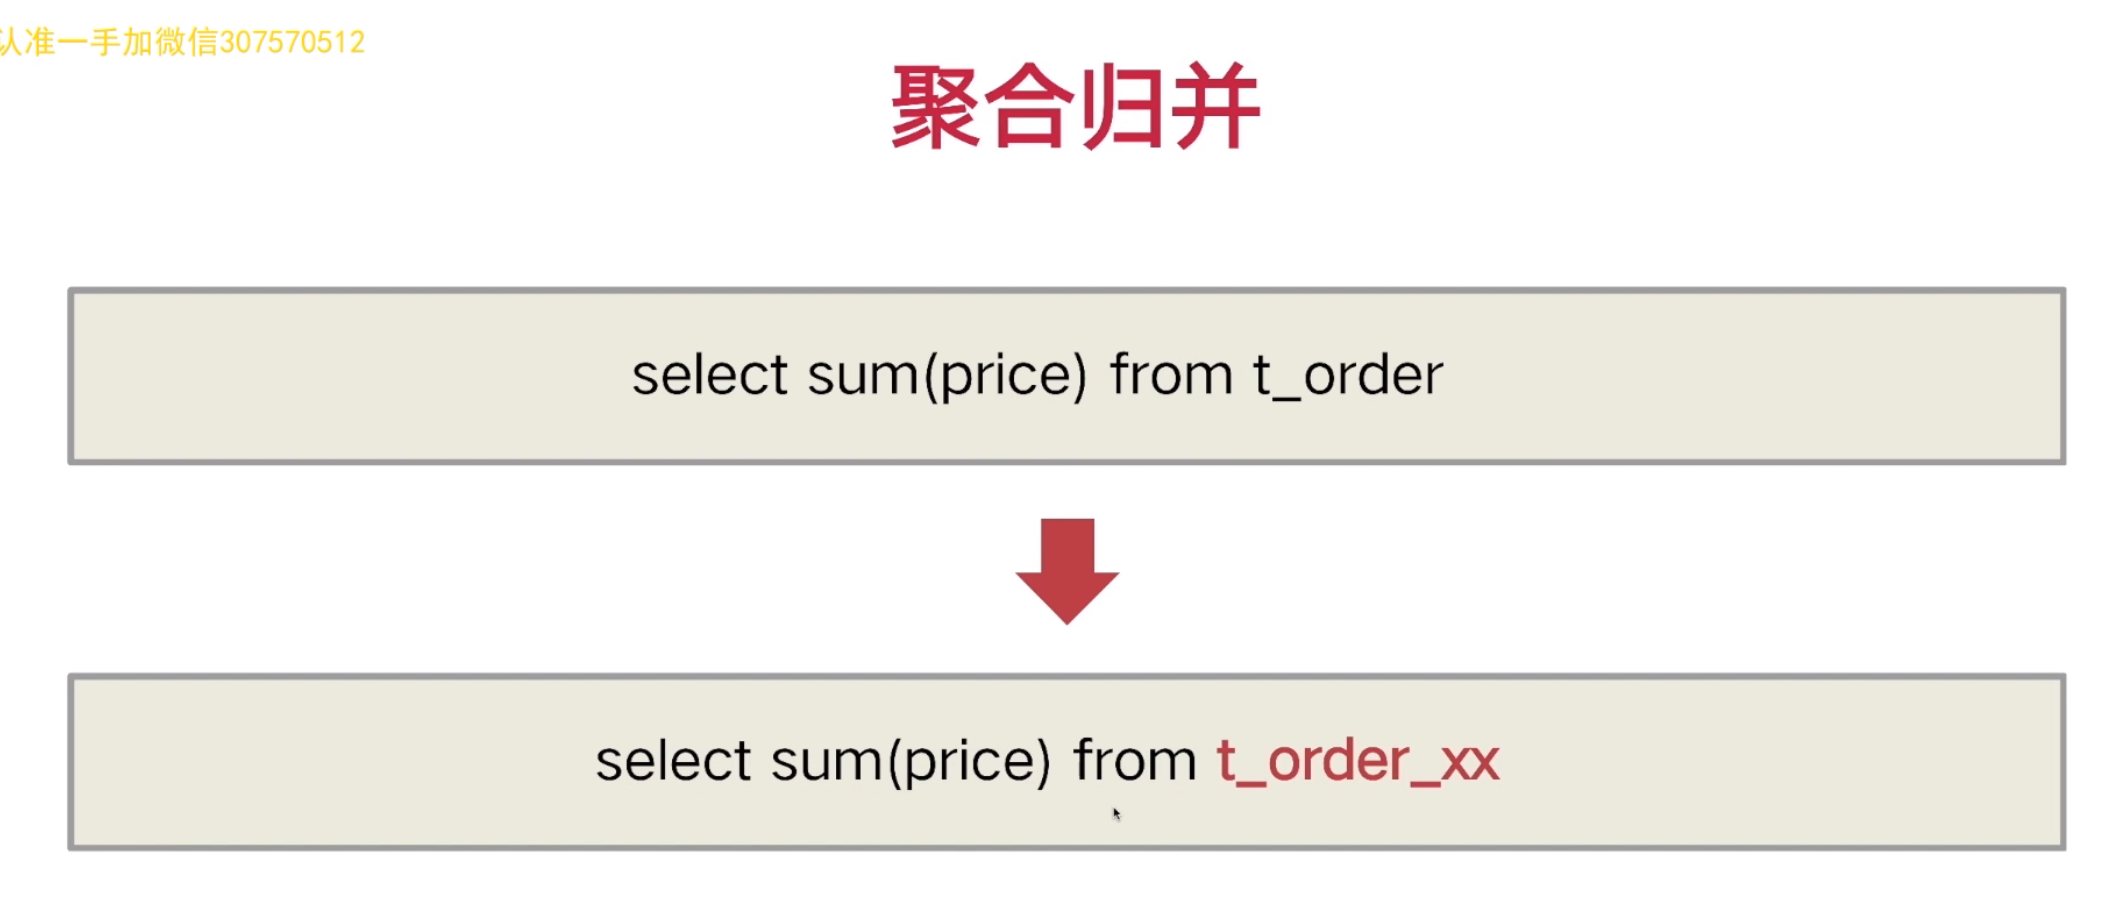 认准一手加微信307570512
聚合归并
select sum(price) from t_order
select sum(price) from t_order_xx